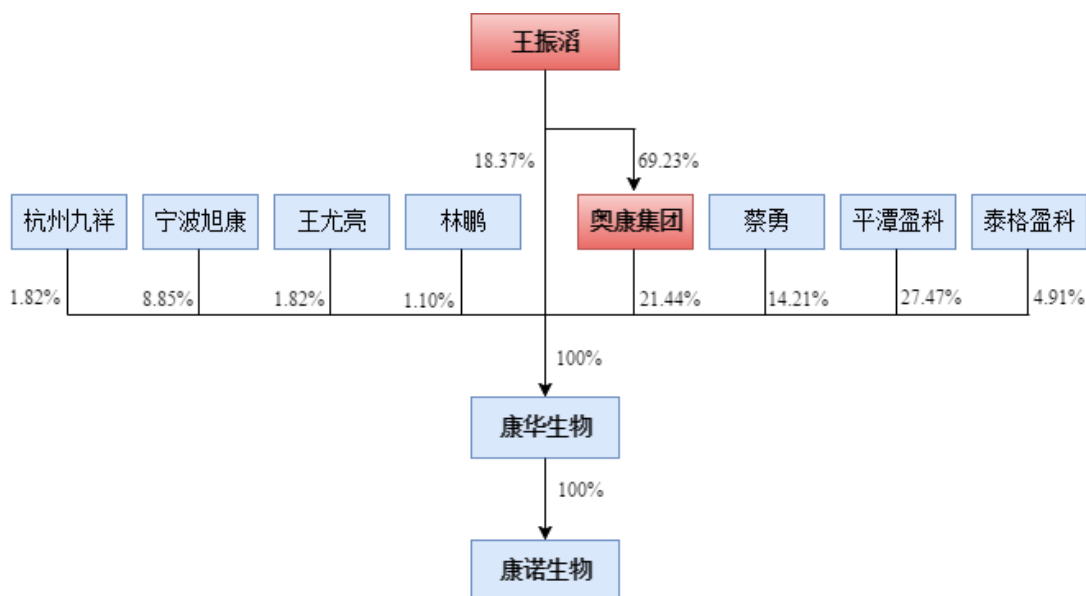 王振滔
18.37%
69.23%
杭州九祥
宁波旭康
王尤亮
林鹏
奥康集团
蔡勇
平潭盈科
泰格盈科
1.82%
8.85%
1.82%
1.10%
21.44%
14.21%
27.47%
4.91%
100%
康华生物
100%
康诺生物